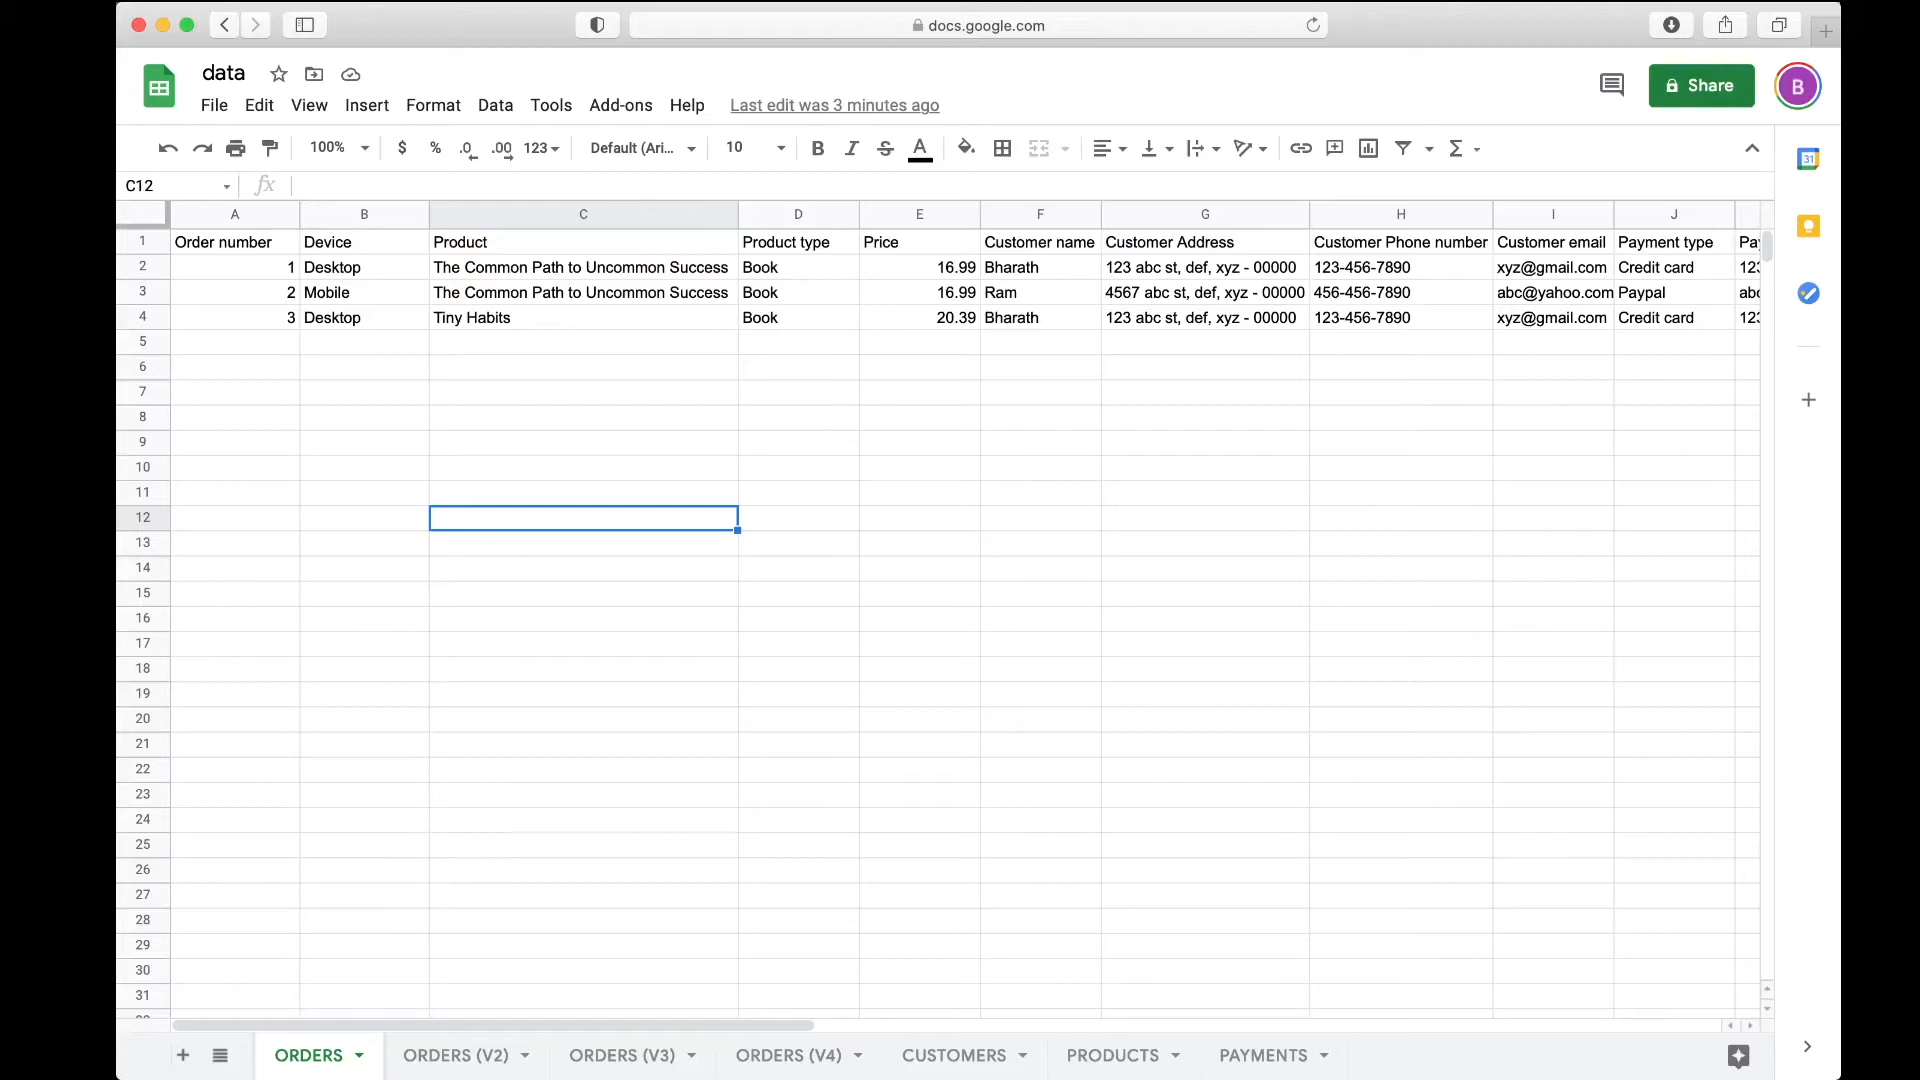 docs.google.com
data
File Edit View Insert Format Data Tools Add-ons Help Last edit was 3 minutes ago
Share
B
100% $ % .0 .00 123 Default (Ari... 10 B I S A Σ
31
C12 fx
A B C D E F G H I J
1 Order number Device Product Product type Price Customer name Customer Address Customer Phone number Customer email Payment type Pay
2 1 Desktop The Common Path to Uncommon Success Book 16.99 Bharath 123 abc st, def, xyz - 00000 123-456-7890 xyz@gmail.com Credit card 123
3 2 Mobile The Common Path to Uncommon Success Book 16.99 Ram 4567 abc st, def, xyz - 00000 456-456-7890 abc@yahoo.com Paypal abc
4 3 Desktop Tiny Habits Book 20.39 Bharath 123 abc st, def, xyz - 00000 123-456-7890 xyz@gmail.com Credit card 123
5
6
7
8
9
10
11
12
13
14
15
16
17
18
19
20
21
22
23
24
25
26
27
28
29
30
31
ORDERS ORDERS (V2) ORDERS (V3) ORDERS (V4) CUSTOMERS PRODUCTS PAYMENTS